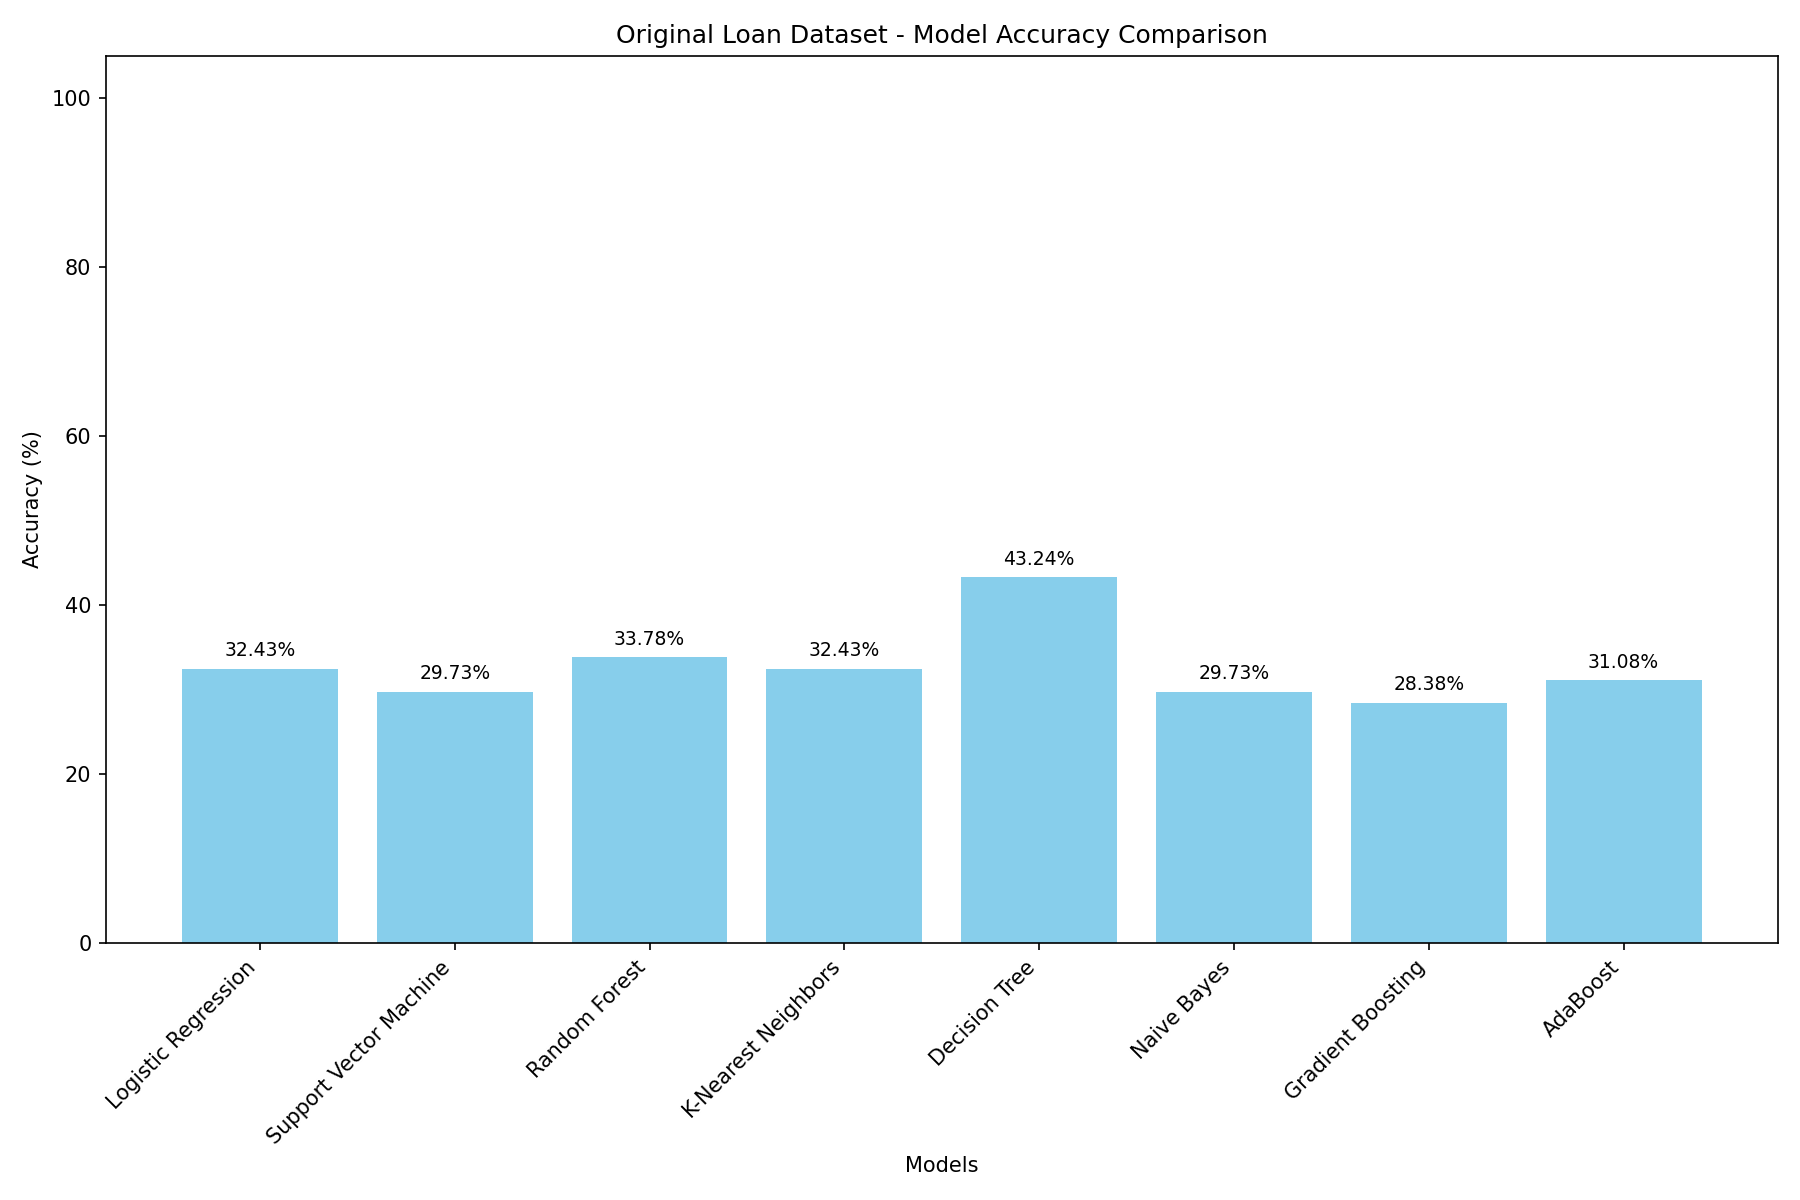 Original Loan Dataset - Model Accuracy Comparison
Accuracy (%)
100
80
60
40
20
0
32.43%
29.73%
33.78%
32.43%
43.24%
29.73%
28.38%
31.08%
Logistic Regression
Support Vector Machine
Random Forest
K-Nearest Neighbors
Decision Tree
Naive Bayes
Gradient Boosting
AdaBoost
Models